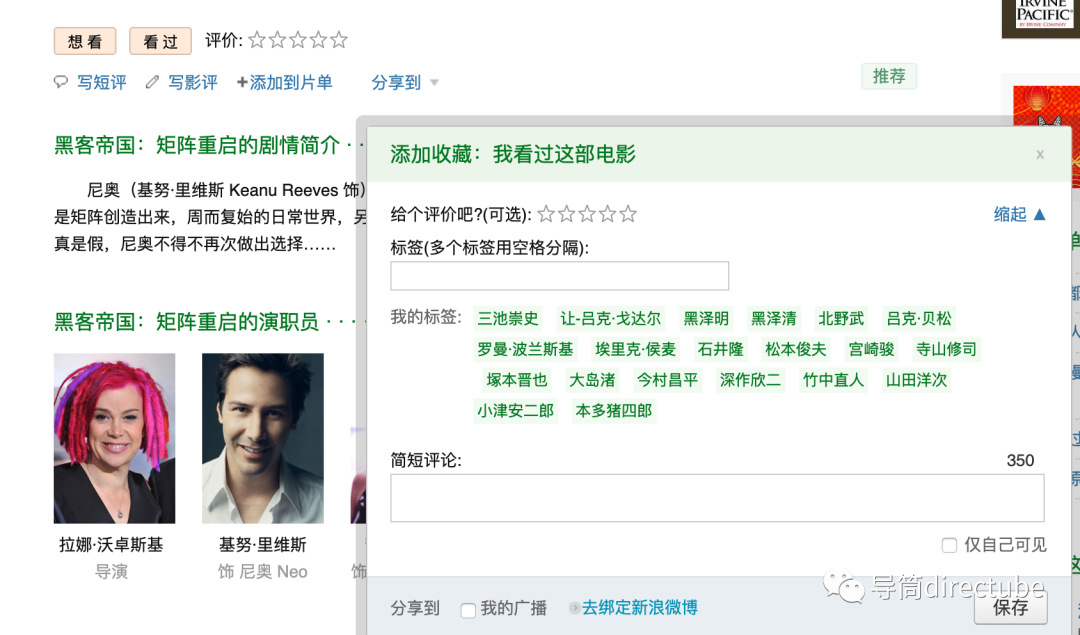 IRVINE
PACIFIC
想 看
看 过
评价:
写短评
写影评
+添加到片单
分享到
推荐
黑客帝国：矩阵重启的剧情简介 · ·
尼奥（基努·里维斯 Keanu Reeves 饰）
是矩阵创造出来，周而复始的日常世界，另
真是假，尼奥不得不再次做出选择……
黑客帝国：矩阵重启的演职员 · · · ·
拉娜·沃卓斯基
导演
基努·里维斯
饰 尼奥 Neo
饰
添加收藏：我看过这部电影
x
给个评价吧?(可选):
缩起 ▲
标签(多个标签用空格分隔):
我的标签: 三池崇史 让-吕克·戈达尔 黑泽明 黑泽清 北野武 吕克·贝松
罗曼·波兰斯基 埃里克·侯麦 石井隆 松本俊夫 宫崎骏 寺山修司
塚本晋也 大岛渚 今村昌平 深作欣二 竹中直人 山田洋次
小津安二郎 本多猪四郎
简短评论:
350
仅自己可见
分享到 我的广播 去绑定新浪微博
保存
导筒directube